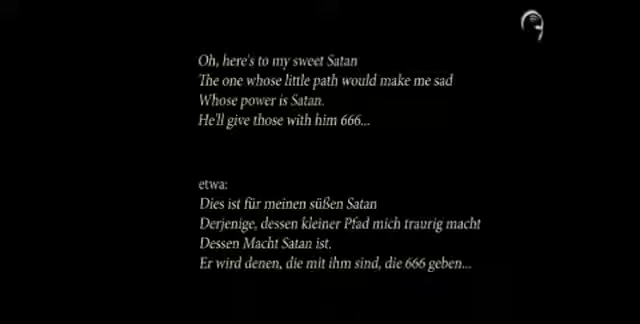 Oh, here's to my sweet Satan
The one whose little path would make me sad
Whose power is Satan.
He'll give those with him 666...
etwa:
Dies ist für meinen süßen Satan
Derjenige, dessen kleiner Pfad mich traurig macht
Dessen Macht Satan ist.
Er wird denen, die mit ihm sind, die 666 geben...